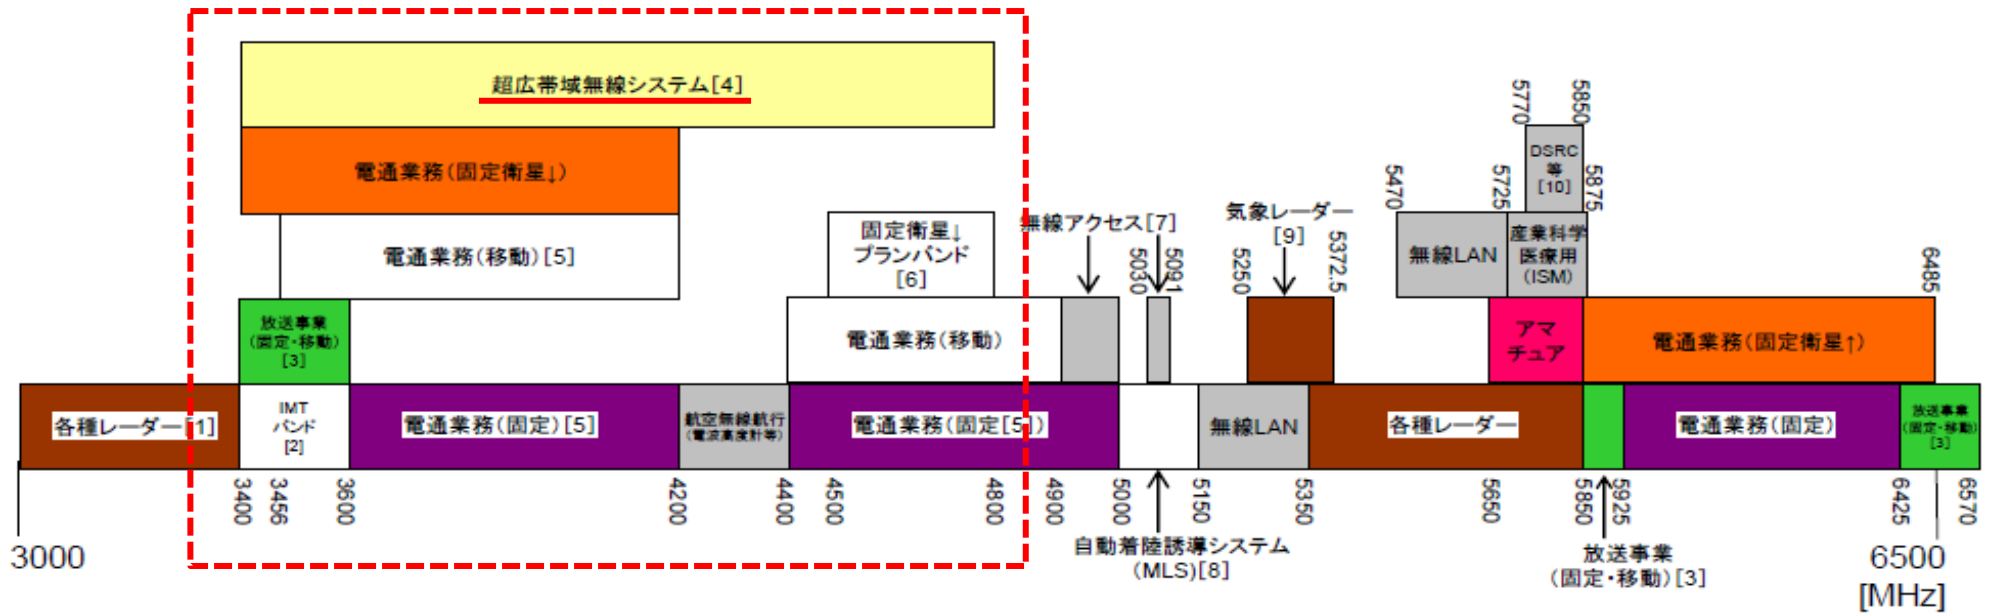 超広帯域無線システム[4]
電通業務(固定衛星↓)
電通業務(移動)[5]
放送事業
(固定・移動)
[3]
固定衛星↓
プランバンド
[6]
電通業務(移動)
無線アクセス[7]
5030
5091
気象レーダー
[9]
5250
5372.5
5470
5725
5770
5850
5875
DSRC
等
[10]
無線LAN
産業科学
医療用
(ISM)
アマ
チュア
電通業務(固定衛星↑)
6485
各種レーダー[1]
IMT
バンド
[2]
電通業務(固定)[5]
航空無線航行
(電波高度計等)
電通業務(固定[5])
無線LAN
各種レーダー
電通業務(固定)
放送事業
(固定・移動)
[3]
3000
3400
3456
3600
4200
4400
4500
4800
4900
5000
5150
5350
5650
5850
5925
6425
6570
自動着陸誘導システム
(MLS)[8]
放送事業
(固定・移動)[3]
6500
[MHz]